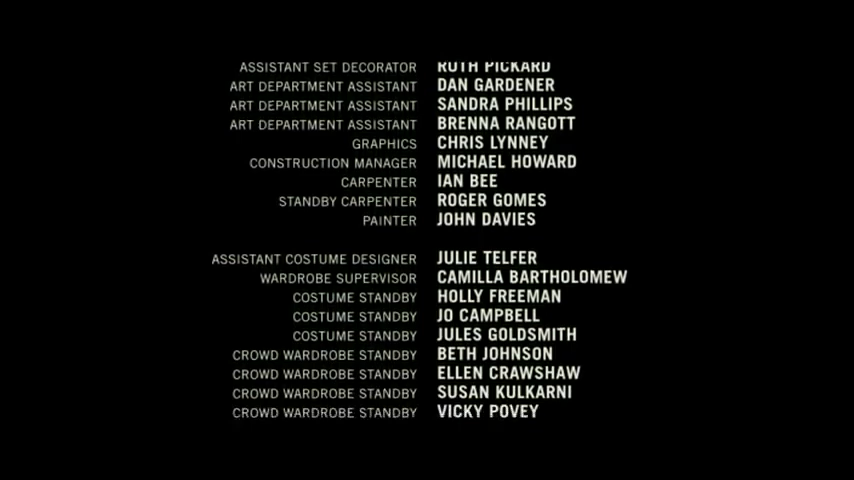 ASSISTANT SET DECORATOR RUTH PICKARD
ART DEPARTMENT ASSISTANT DAN GARDENER
ART DEPARTMENT ASSISTANT SANDRA PHILLIPS
ART DEPARTMENT ASSISTANT BRENNA RANGOTT
GRAPHICS CHRIS LYNNEY
CONSTRUCTION MANAGER MICHAEL HOWARD
CARPENTER IAN BEE
STANDBY CARPENTER ROGER GOMES
PAINTER JOHN DAVIES
ASSISTANT COSTUME DESIGNER JULIE TELFER
WARDROBE SUPERVISOR CAMILLA BARTHOLOMEW
COSTUME STANDBY HOLLY FREEMAN
COSTUME STANDBY JO CAMPBELL
COSTUME STANDBY JULES GOLDSMITH
CROWD WARDROBE STANDBY BETH JOHNSON
CROWD WARDROBE STANDBY ELLEN CRAWSHAW
CROWD WARDROBE STANDBY SUSAN KULKARNI
CROWD WARDROBE STANDBY VICKY POVEY